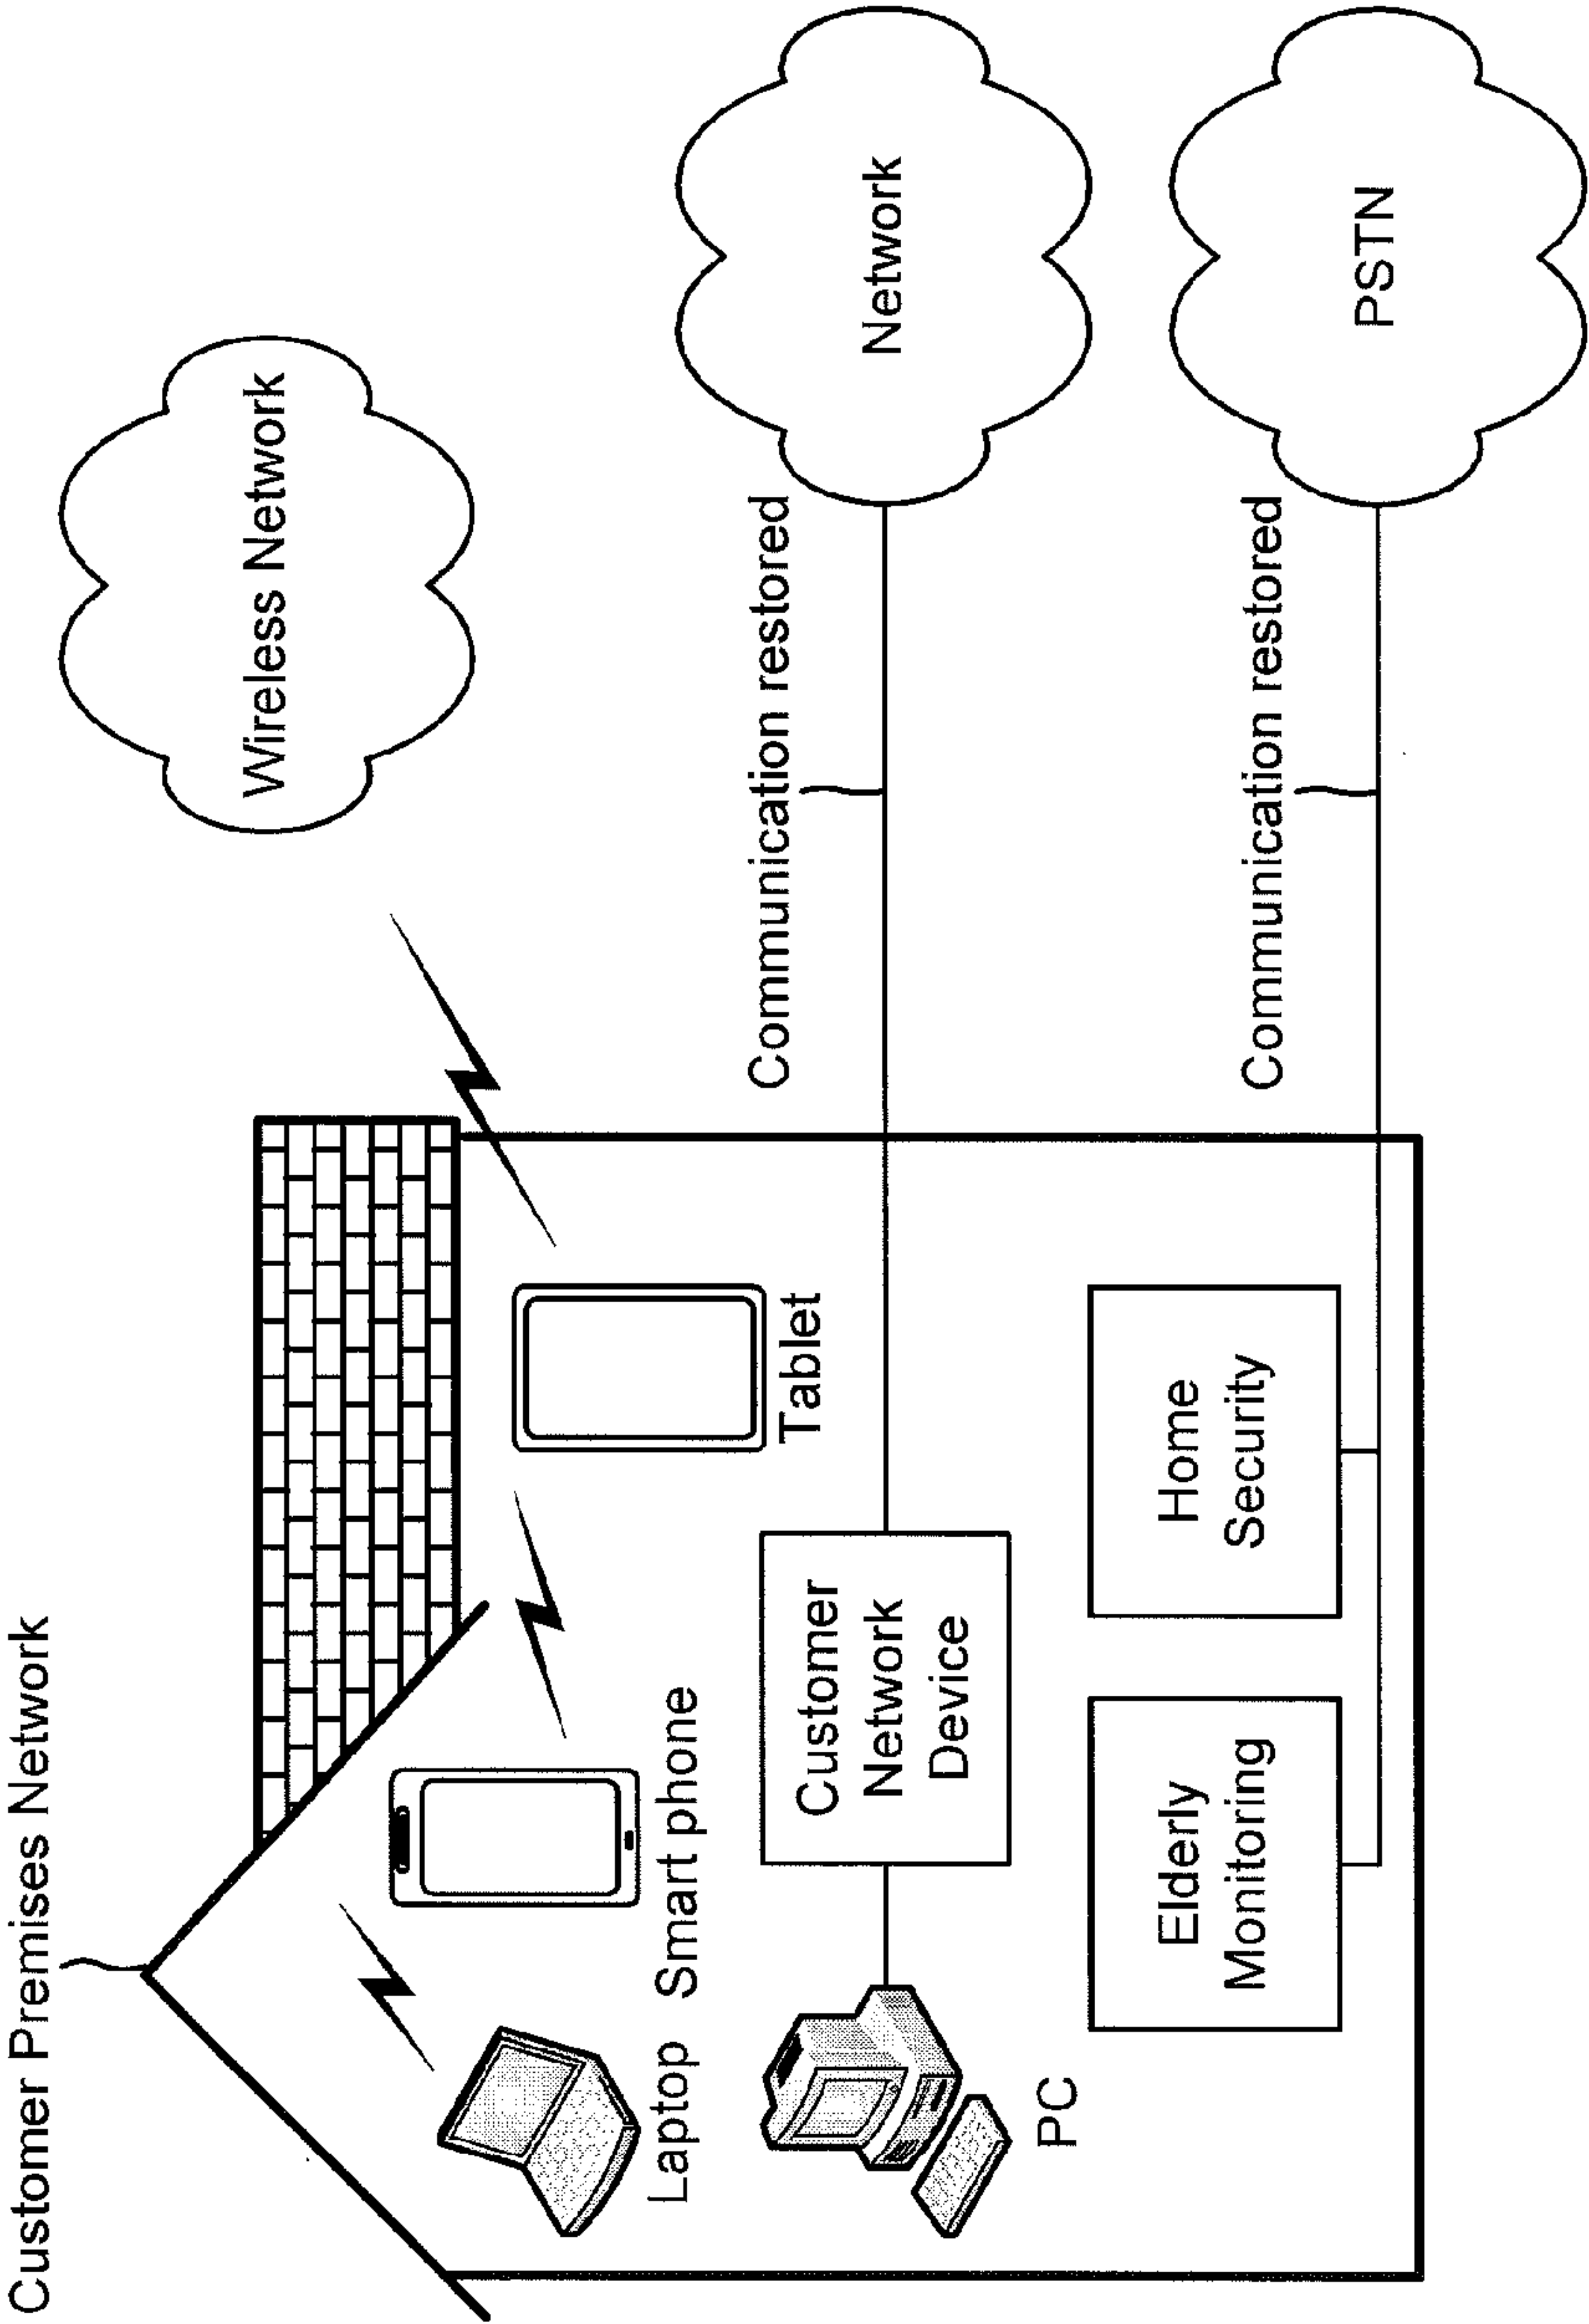 Customer Premises Network
Wireless Network
Laptop
Smart phone
Tablet
Communication restored
Network
PC
Customer
Network
Device
Communication restored
PSTN
Elderly
Monitoring
Home
Security